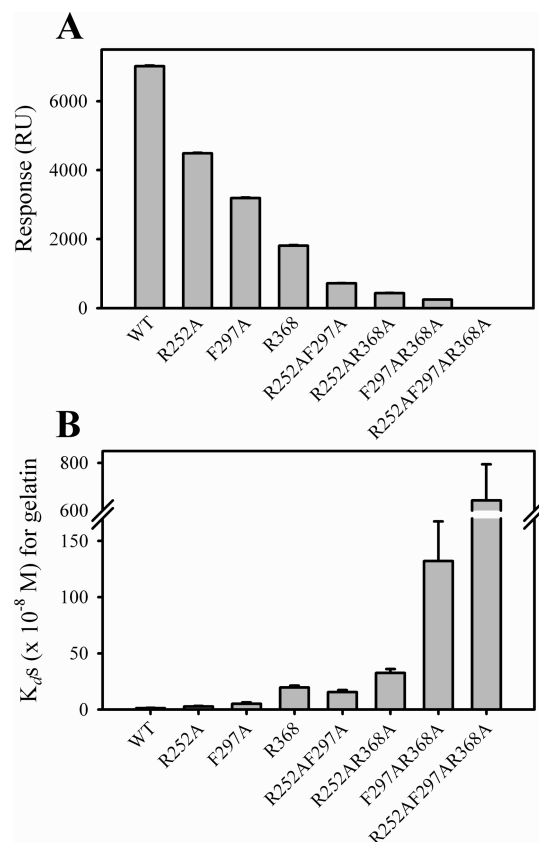 A
Response (RU)
6000
4000
2000
0
WT
R252A
F297A
R368
R252AF297A
R252AR368A
F297AR368A
R252AF297AR368A
B
Kds (x 10-8 M) for gelatin
800
600
150
100
50
0
WT
R252A
F297A
R368
R252AF297A
R252AR368A
F297AR368A
R252AF297AR368A